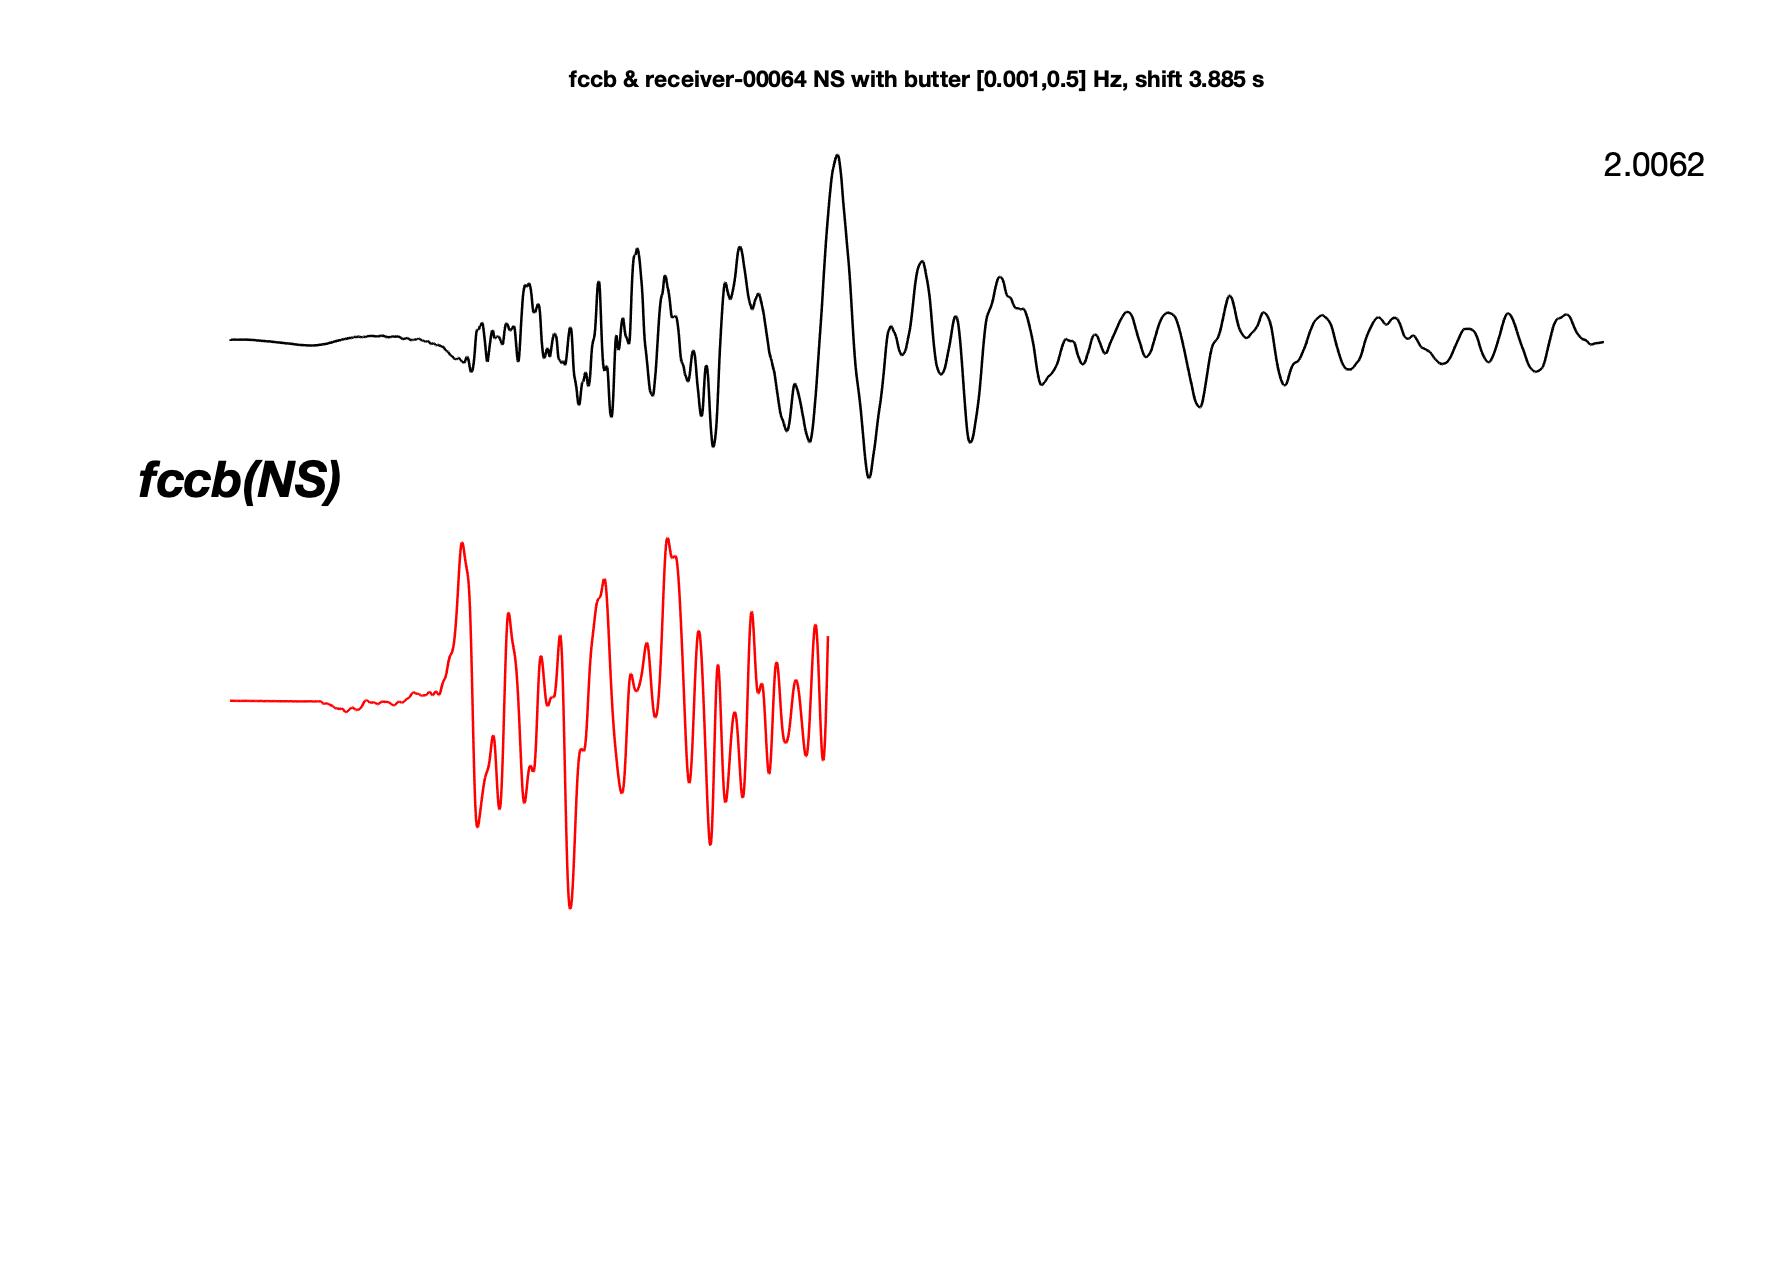 fccb & receiver-00064 NS with butter [0.001,0.5] Hz, shift 3.885 s
2.0062
fccb(NS)